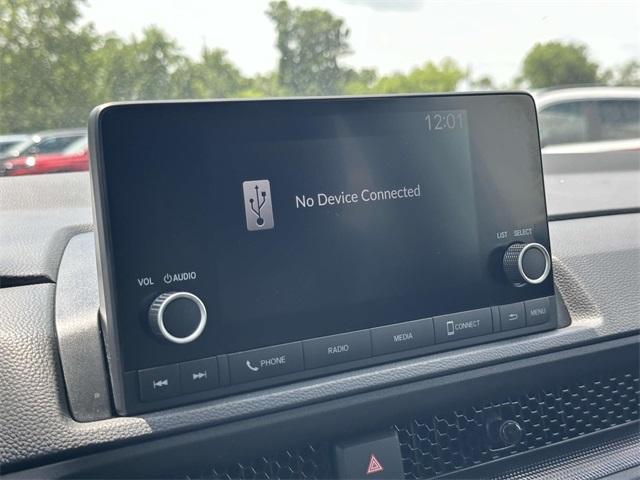 12:01
No Device Connected
VOL AUDIO
LIST SELECT
PHONE RADIO MEDIA CONNECT MENU